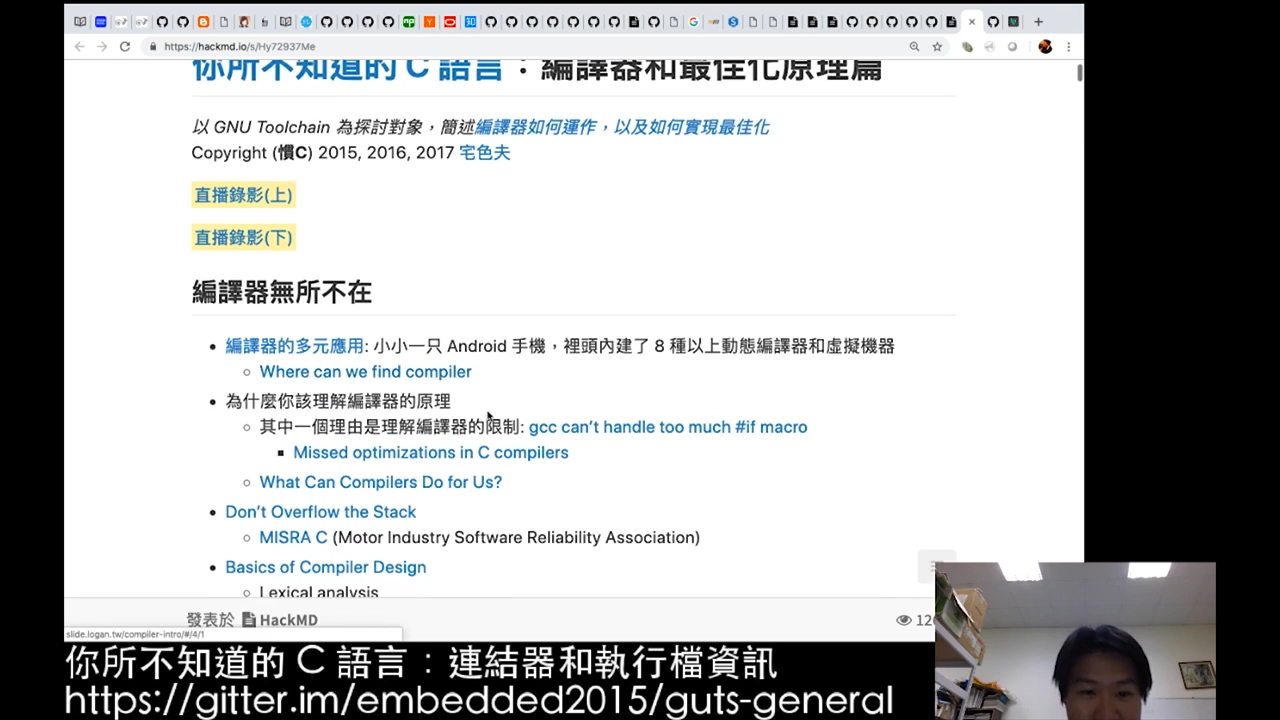 https://hackmd.io/s/Hy72937Me
你所不知道的 C 語言：編譯器和最佳化原理篇
以 GNU Toolchain 為探討對象，簡述編譯器如何運作，以及如何實現最佳化
Copyright (慣C) 2015, 2016, 2017 宅色夫
直播錄影(上)
直播錄影(下)
編譯器無所不在
編譯器的多元應用: 小小一只 Android 手機，裡頭內建了 8 種以上動態編譯器和虛擬機器
Where can we find compiler
為什麼你該理解編譯器的原理
其中一個理由是理解編譯器的限制: gcc can't handle too much #if macro
Missed optimizations in C compilers
What Can Compilers Do for Us?
Don't Overflow the Stack
MISRA C (Motor Industry Software Reliability Association)
Basics of Compiler Design
Lexical analysis
發表於 HackMD
slide.logan.tw/compiler-intro/#/4/1
你所不知道的 C 語言：連結器和執行檔資訊
https://gitter.im/embedded2015/guts-general